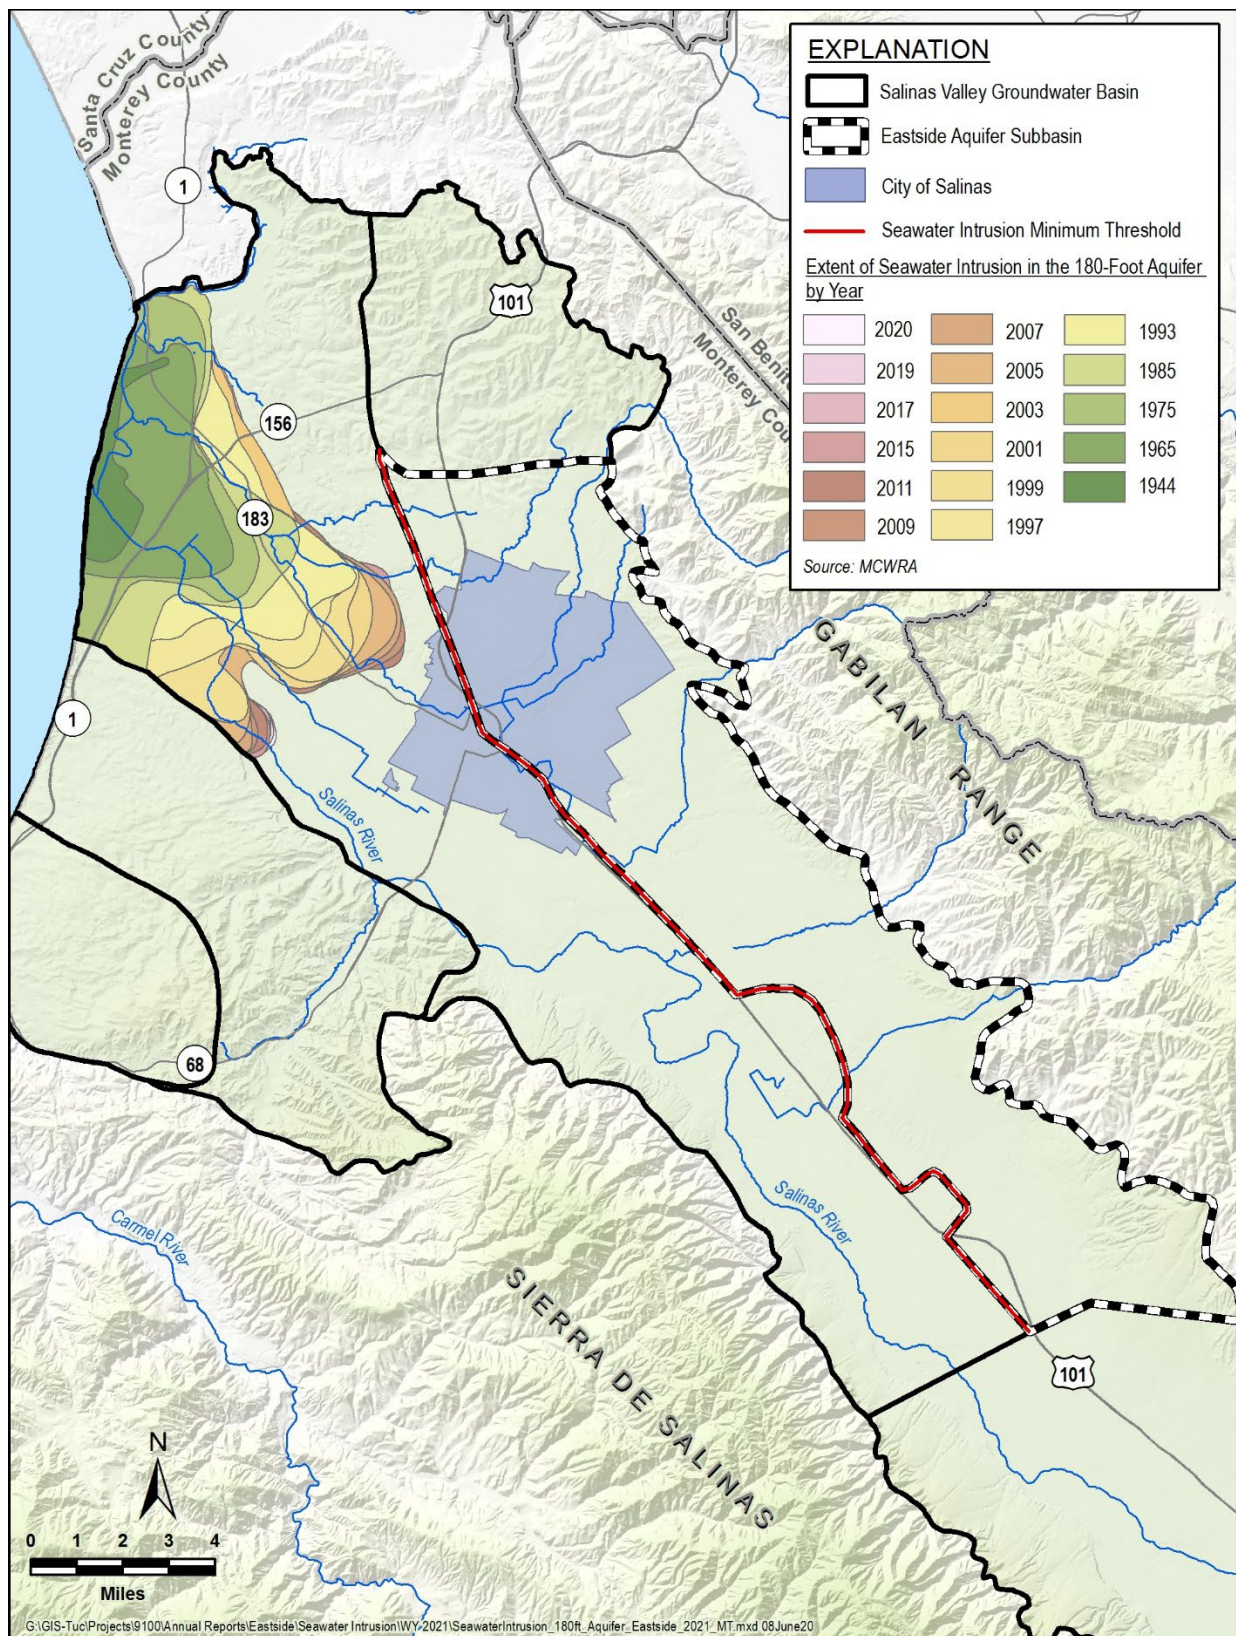 EXPLANATION
Salinas Valley Groundwater Basin
Eastside Aquifer Subbasin
City of Salinas
Seawater Intrusion Minimum Threshold
Extent of Seawater Intrusion in the 180-Foot Aquifer
by Year
2020
2019
2017
2015
2011
2009
2007
2005
2003
2001
1999
1997
1993
1985
1975
1965
1944
Source: MCWRA
Santa Cruz County
Monterey County
San Benito
Monterey Cou
1
101
156
183
1
68
101
GABILAN RANGE
Salinas River
Salinas River
Carmel River
SIERRA DE SALINAS
N
0 1 2 3 4
Miles
G:\GIS-Tuc\Projects\9100\Annual Reports\Eastside\Seawater Intrusion\WY 2021\SeawaterIntrusion_180ft_Aquifer_Eastside_2021_MT.mxd 08June20